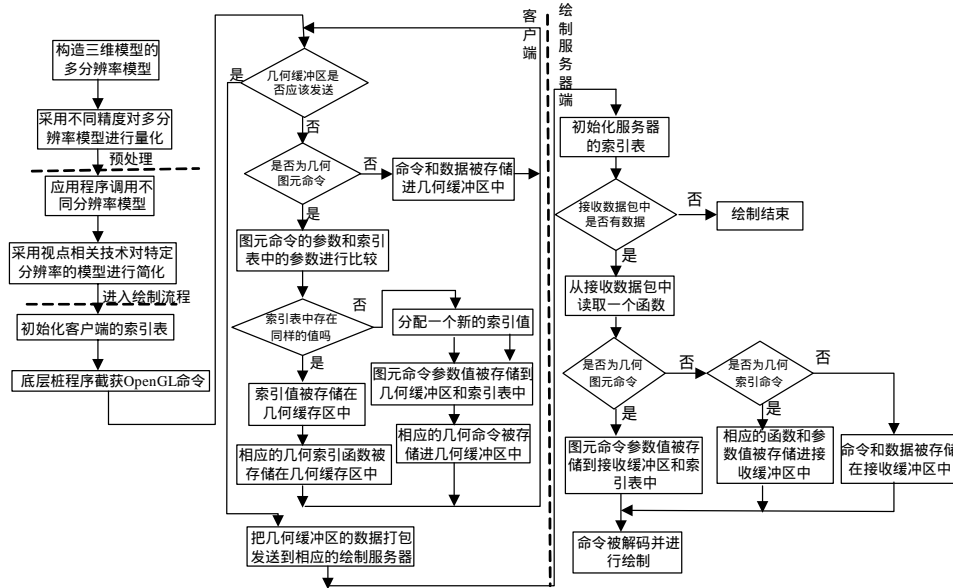 构造三维模型的
多分辨率模型
采用不同精度对多分
辨率模型进行量化
预处理
应用程序调用不
同分辨率模型
采用视点相关技术对特定
分辨率的模型进行简化
进入绘制流程
初始化客户端的索引表
底层桩程序截获OpenGL命令
客户端
几何缓冲区是
否应该发送
是
否
是否为几何
图元命令
否
命令和数据被存储
进几何缓冲区中
是
图元命令的参数和索引
表中的参数进行比较
索引表中存在
同样的值吗
否
分配一个新的索引值
是
图元命令参数值被存储到
几何缓冲区和索引表中
索引值被存储在
几何缓存区中
相应的几何命令被存
储进几何缓冲区中
相应的几何索引函数被
存储在几何缓存区中
把几何缓冲区的数据打包
发送到相应的绘制服务器
绘制服务器端
初始化服务器
的索引表
接收数据包中
是否有数据
否
绘制结束
是
从接收数据包中
读取一个函数
是否为几何
图元命令
否
是否为几何
索引命令
否
是
是
图元命令参数值被存
储到接收缓冲区和索
引表中
相应的函数和参
数值被存储进接
收缓冲区中
命令和数据被存储
在接收缓冲区中
命令被解码并进
行绘制